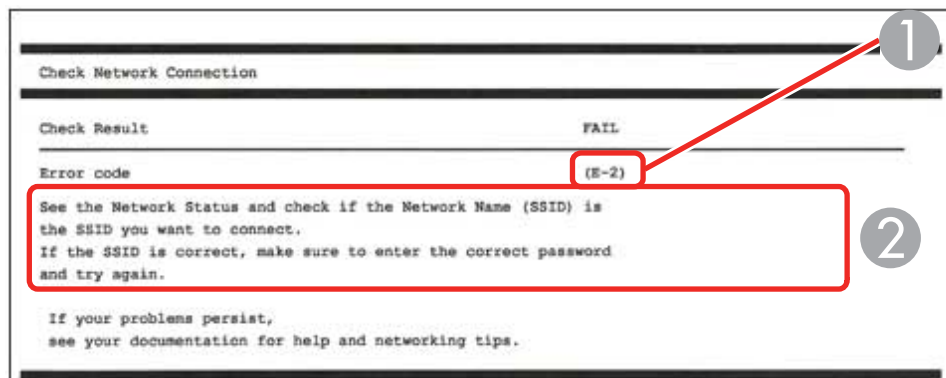 1
Check Network Connection
Check Result FAIL
Error code (E-2)
See the Network Status and check if the Network Name (SSID) is
the SSID you want to connect.
If the SSID is correct, make sure to enter the correct password
and try again.
2
If your problems persist,
see your documentation for help and networking tips.